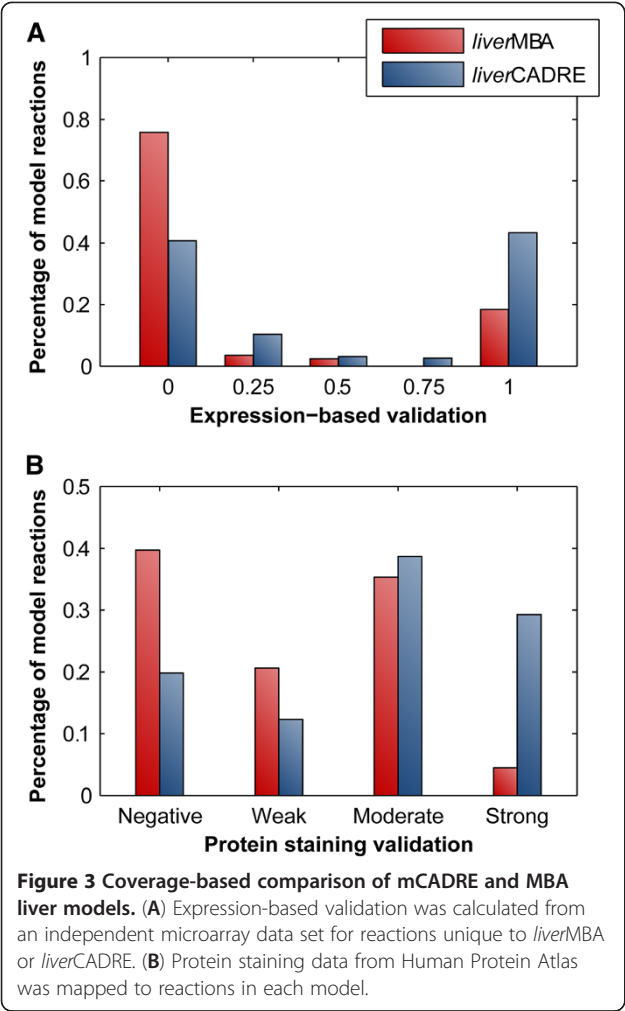 A
liverMBA
liverCADRE
Percentage of model reactions
1
0.8
0.6
0.4
0.2
0
0 0.25 0.5 0.75 1
Expression−based validation
B
Percentage of model reactions
0.5
0.4
0.3
0.2
0.1
0
Negative Weak Moderate Strong
Protein staining validation
Figure 3 Coverage-based comparison of mCADRE and MBA
liver models. (A) Expression-based validation was calculated from
an independent microarray data set for reactions unique to liverMBA
or liverCADRE. (B) Protein staining data from Human Protein Atlas
was mapped to reactions in each model.